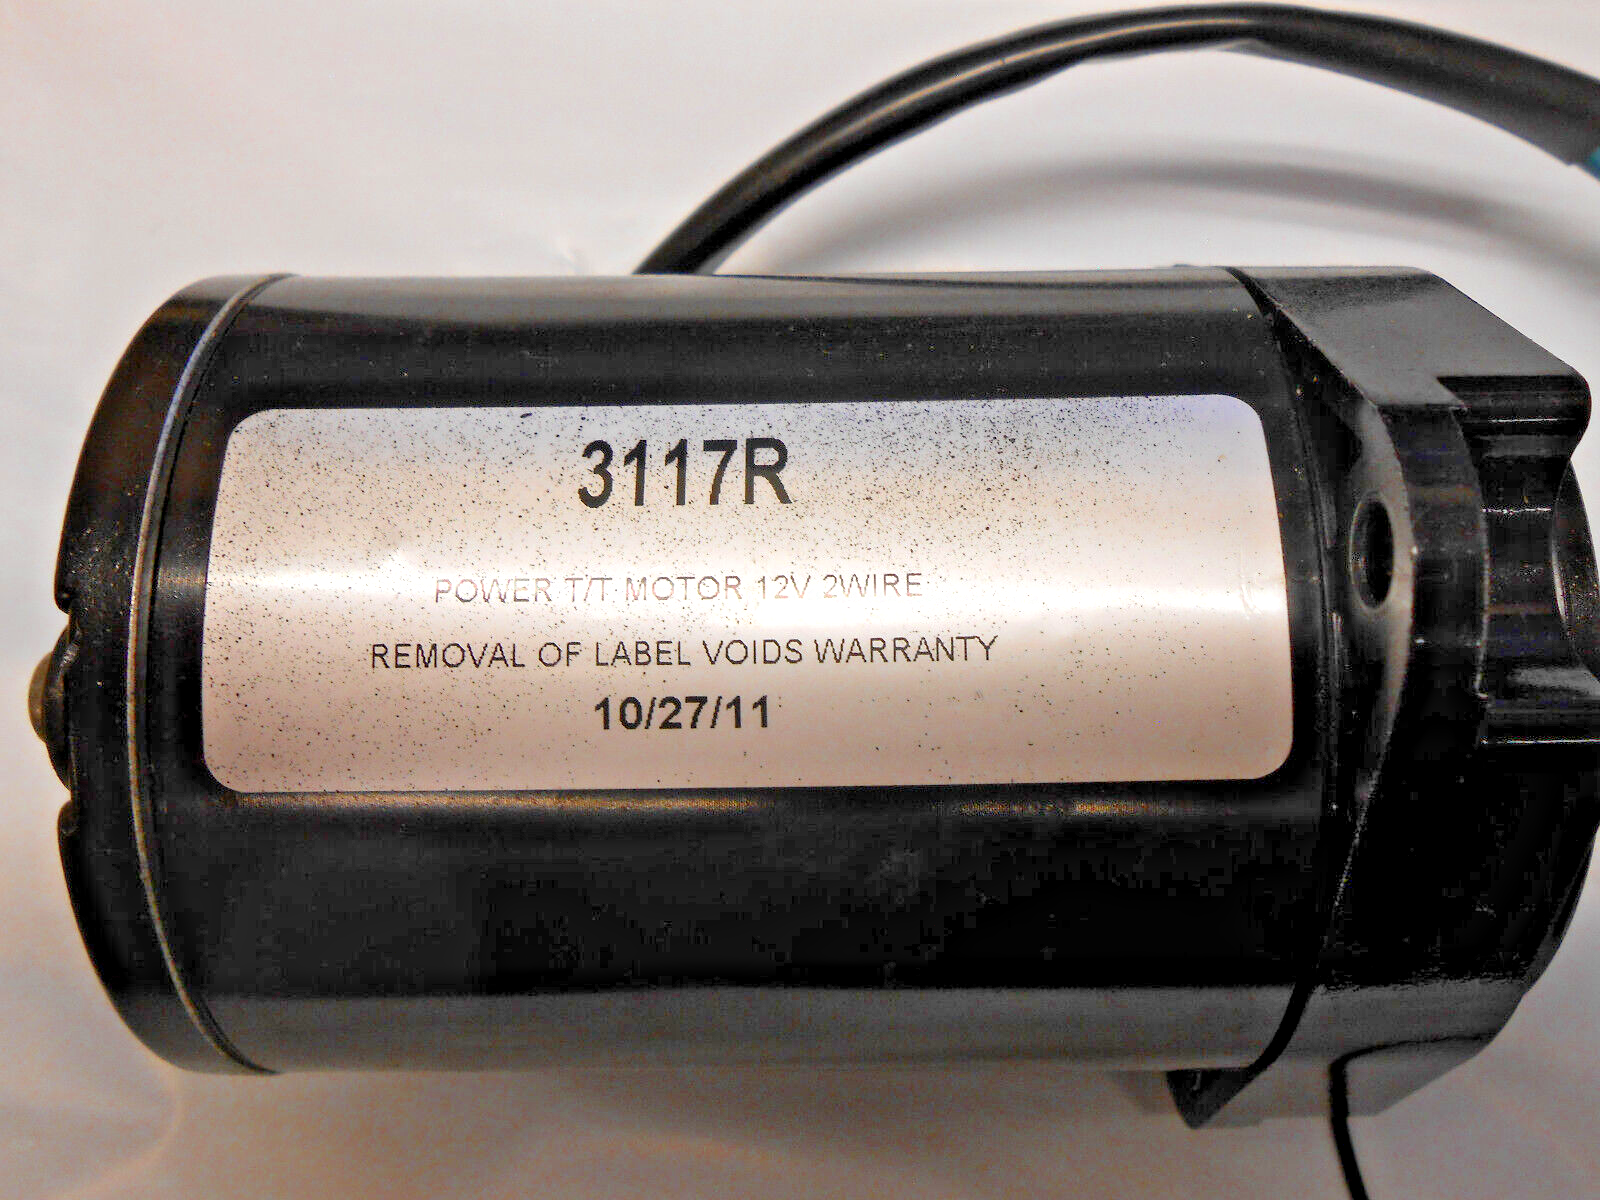 3117R
POWER T/T MOTOR 12V 2WIRE
REMOVAL OF LABEL VOIDS WARRANTY
10/27/11